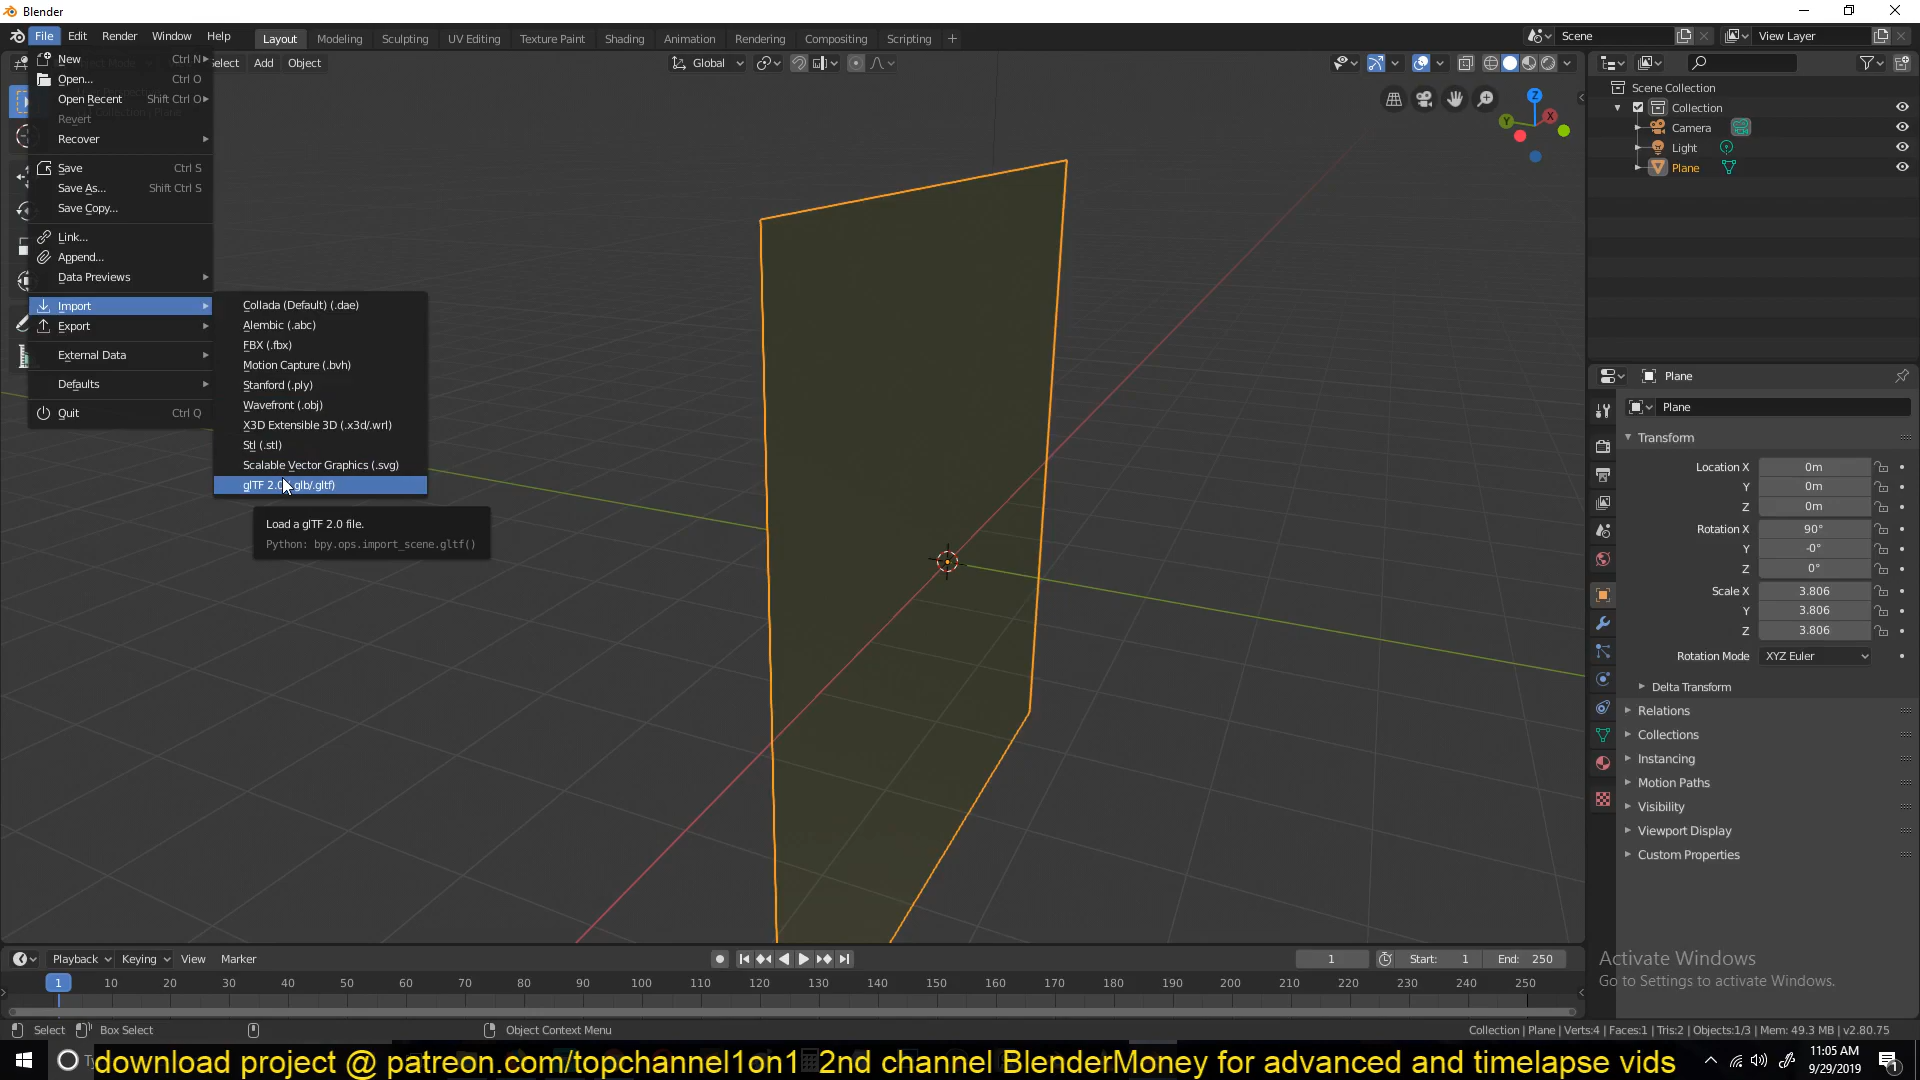 Blender
File Edit Render Window Help Layout Modeling Sculpting UV Editing Texture Paint Shading Animation Rendering Compositing Scripting + Scene View Layer
Select Add Object Global
New Ctrl N
Open... Ctrl O
Open Recent Shift Ctrl O
Revert
Recover
Save Ctrl S
Save As... Shift Ctrl S
Save Copy...
Link...
Append...
Data Previews
Import
Export
External Data
Defaults
Quit Ctrl Q
Collada (Default) (.dae)
Alembic (.abc)
FBX (.fbx)
Motion Capture (.bvh)
Stanford (.ply)
Wavefront (.obj)
X3D Extensible 3D (.x3d/.wrl)
Stl (.stl)
Scalable Vector Graphics (.svg)
glTF 2.0 .glb/.gltf)
Load a glTF 2.0 file.
Python: bpy.ops.import_scene.gltf()
Z
X
Y
Scene Collection
Collection
Camera
Light
Plane
Plane
Plane
Transform
Location X 0m
Y 0m
Z 0m
Rotation X 90°
Y -0°
Z 0°
Scale X 3.806
Y 3.806
Z 3.806
Rotation Mode XYZ Euler
Delta Transform
Relations
Collections
Instancing
Motion Paths
Visibility
Viewport Display
Custom Properties
Activate Windows
Go to Settings to activate Windows.
Playback Keying View Marker 1 Start: 1 End: 250
1 10 20 30 40 50 60 70 80 90 100 110 120 130 140 150 160 170 180 190 200 210 220 230 240 250
Select Box Select Object Context Menu Collection | Plane | Verts:4 | Faces:1 | Tris:2 | Objects:1/3 | Mem: 49.3 MB | v2.80.75
download project @ patreon.com/topchannel1on1 2nd channel BlenderMoney for advanced and timelapse vids
11:05 AM
9/29/2019
1